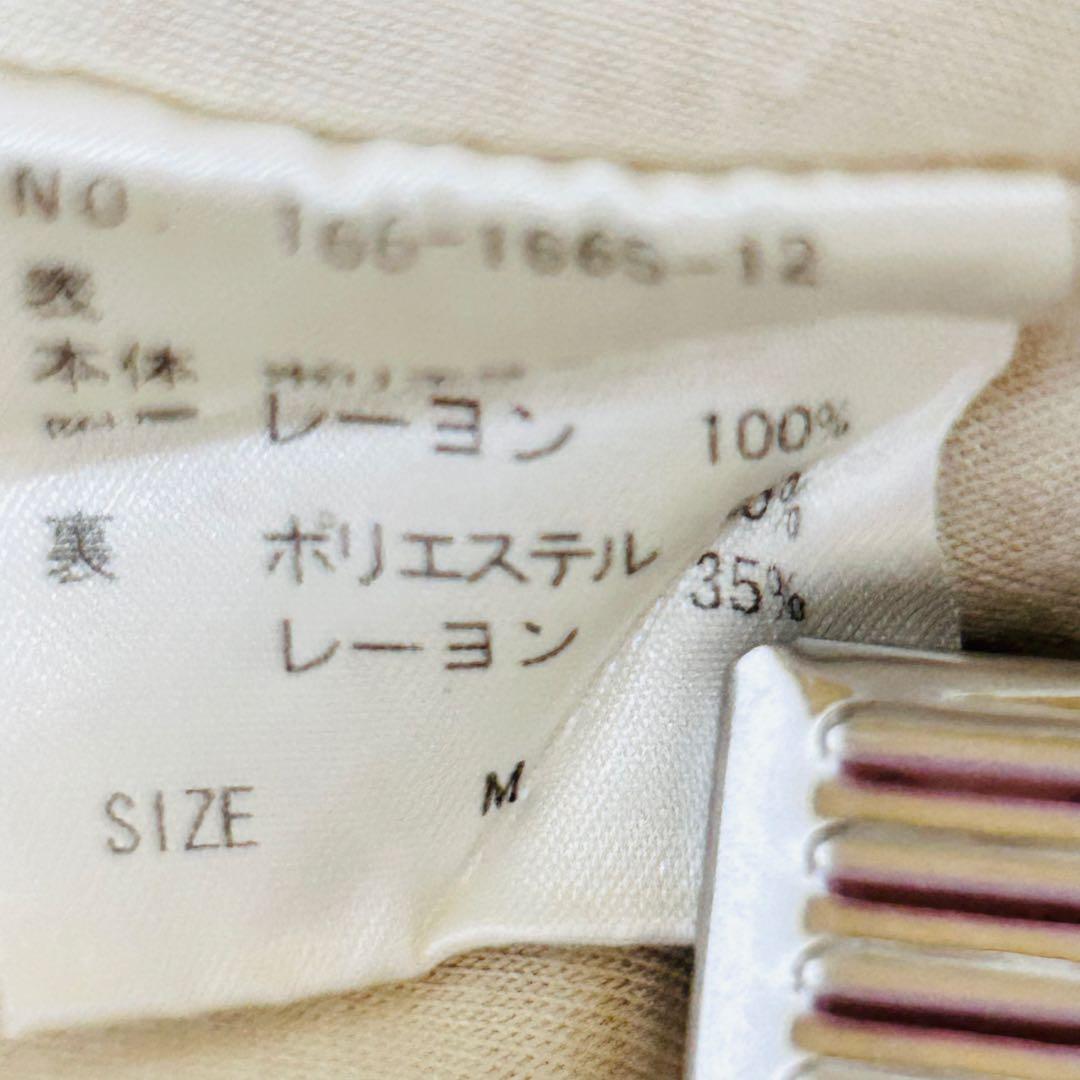 NO. 166-1665-12
表
本体
レーヨン 100%
裏 ポリエステル
レーヨン 35%
SIZE M